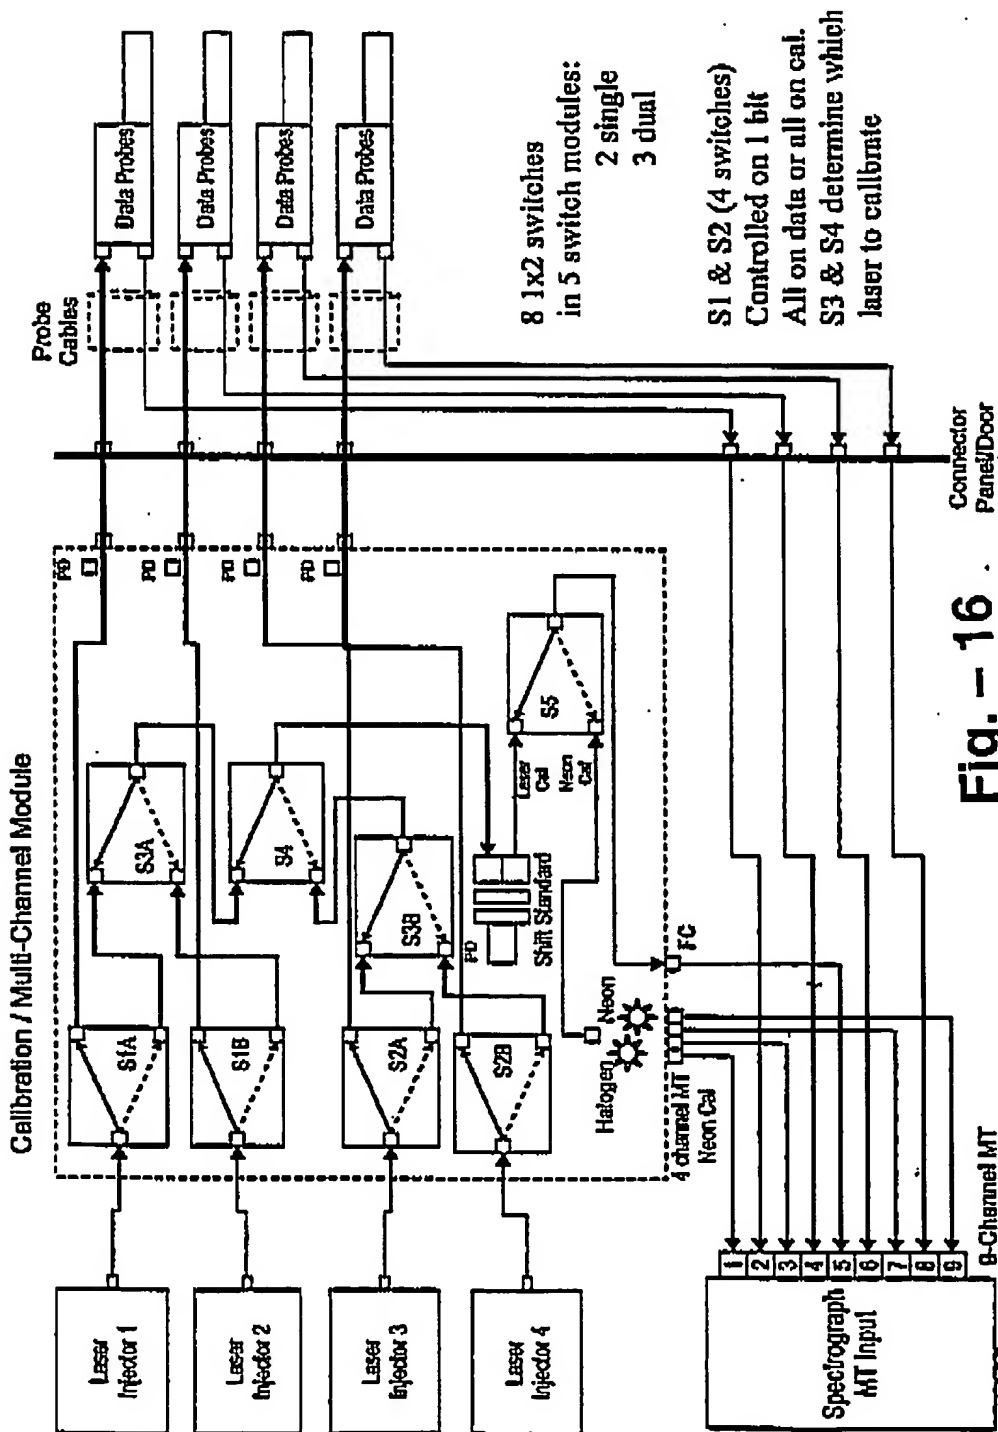 Calibration / Multi-Channel Module
Probe
Cables
Data Probes
Data Probes
Data Probes
Data Probes
PD
PD
PD
PD
S1A
S1B
S2A
S2B
S3A
S4
S3B
S5
Laser
Injector 1
Laser
Injector 2
Laser
Injector 3
Laser
Injector 4
PD
Shift Standard
Laser
Cal
Neon
Cal
Halogen
Neon
FC
4 channel MT
Neon Cal
8 1x2 switches
in 5 switch modules:
2 single
3 dual
S1 & S2 (4 switches)
Controlled on 1 bit
All on data or all on cal.
S3 & S4 determine which
laser to calibrate
Connector
Panel/Door
Spectrograph
MT Input
1
2
3
4
5
6
7
8
9
9-Channel MT
Fig. - 16